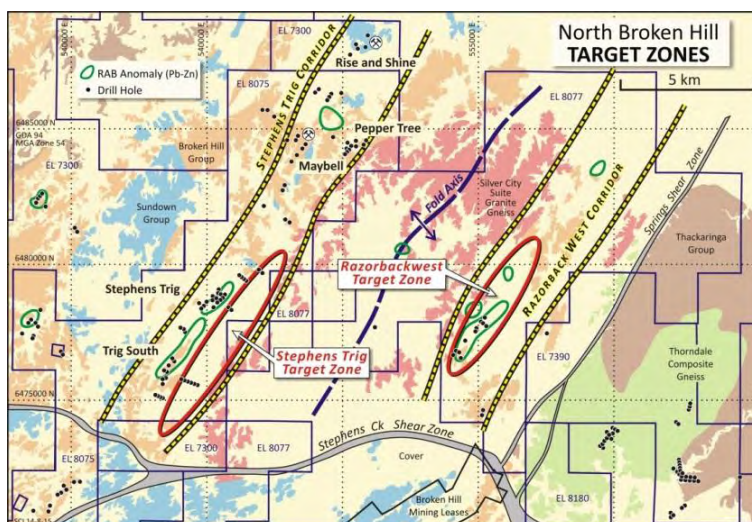 North Broken Hill
TARGET ZONES
5 km
540000 E
540000 E
555000 E
RAB Anomaly (Pb-Zn)
Drill Hole
EL 7300
EL 8075
Rise and Shine
STEPHENS TRIG CORRIDOR
6485000 N
GDA 94
MGA Zone 54
EL 7300
Broken Hill
Group
Pepper Tree
Maybell
EL 8077
Sundown
Group
Fold Axis
Silver City
Suite
Granite
Gneiss
Springs Shear Zone
RAZORBACK WEST CORRIDOR
Thackaringa
Group
6480000 N
Stephens Trig
Razorbackwest
Target Zone
EL 8077
Trig South
Stephens Trig
Target Zone
EL 7390
Thorndale
Composite
Gneiss
6475000 N
Stephens Ck Shear Zone
EL 8075
EL 7300
EL 8077
Cover
Broken Hill
Mining Leases
EL 8180